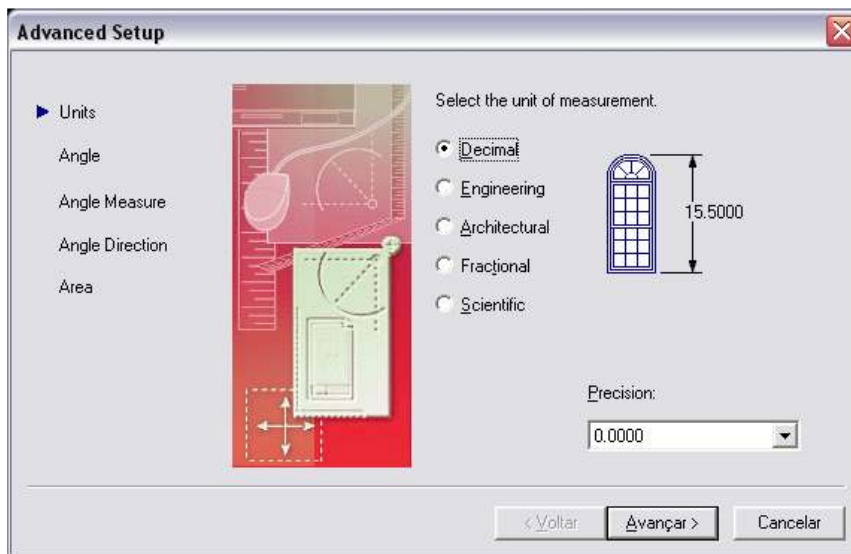 Advanced Setup
Units
Angle
Angle Measure
Angle Direction
Area
Select the unit of measurement.
Decimal
Engineering
Architectural
Fractional
Scientific
15.5000
Precision:
0.0000
< Voltar
Avançar >
Cancelar